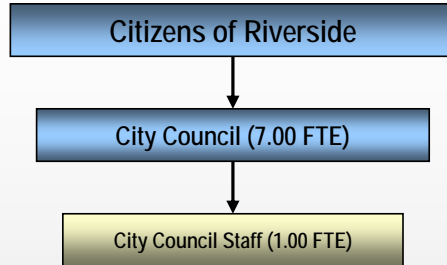 Citizens of Riverside
City Council (7.00 FTE)
City Council Staff (1.00 FTE)